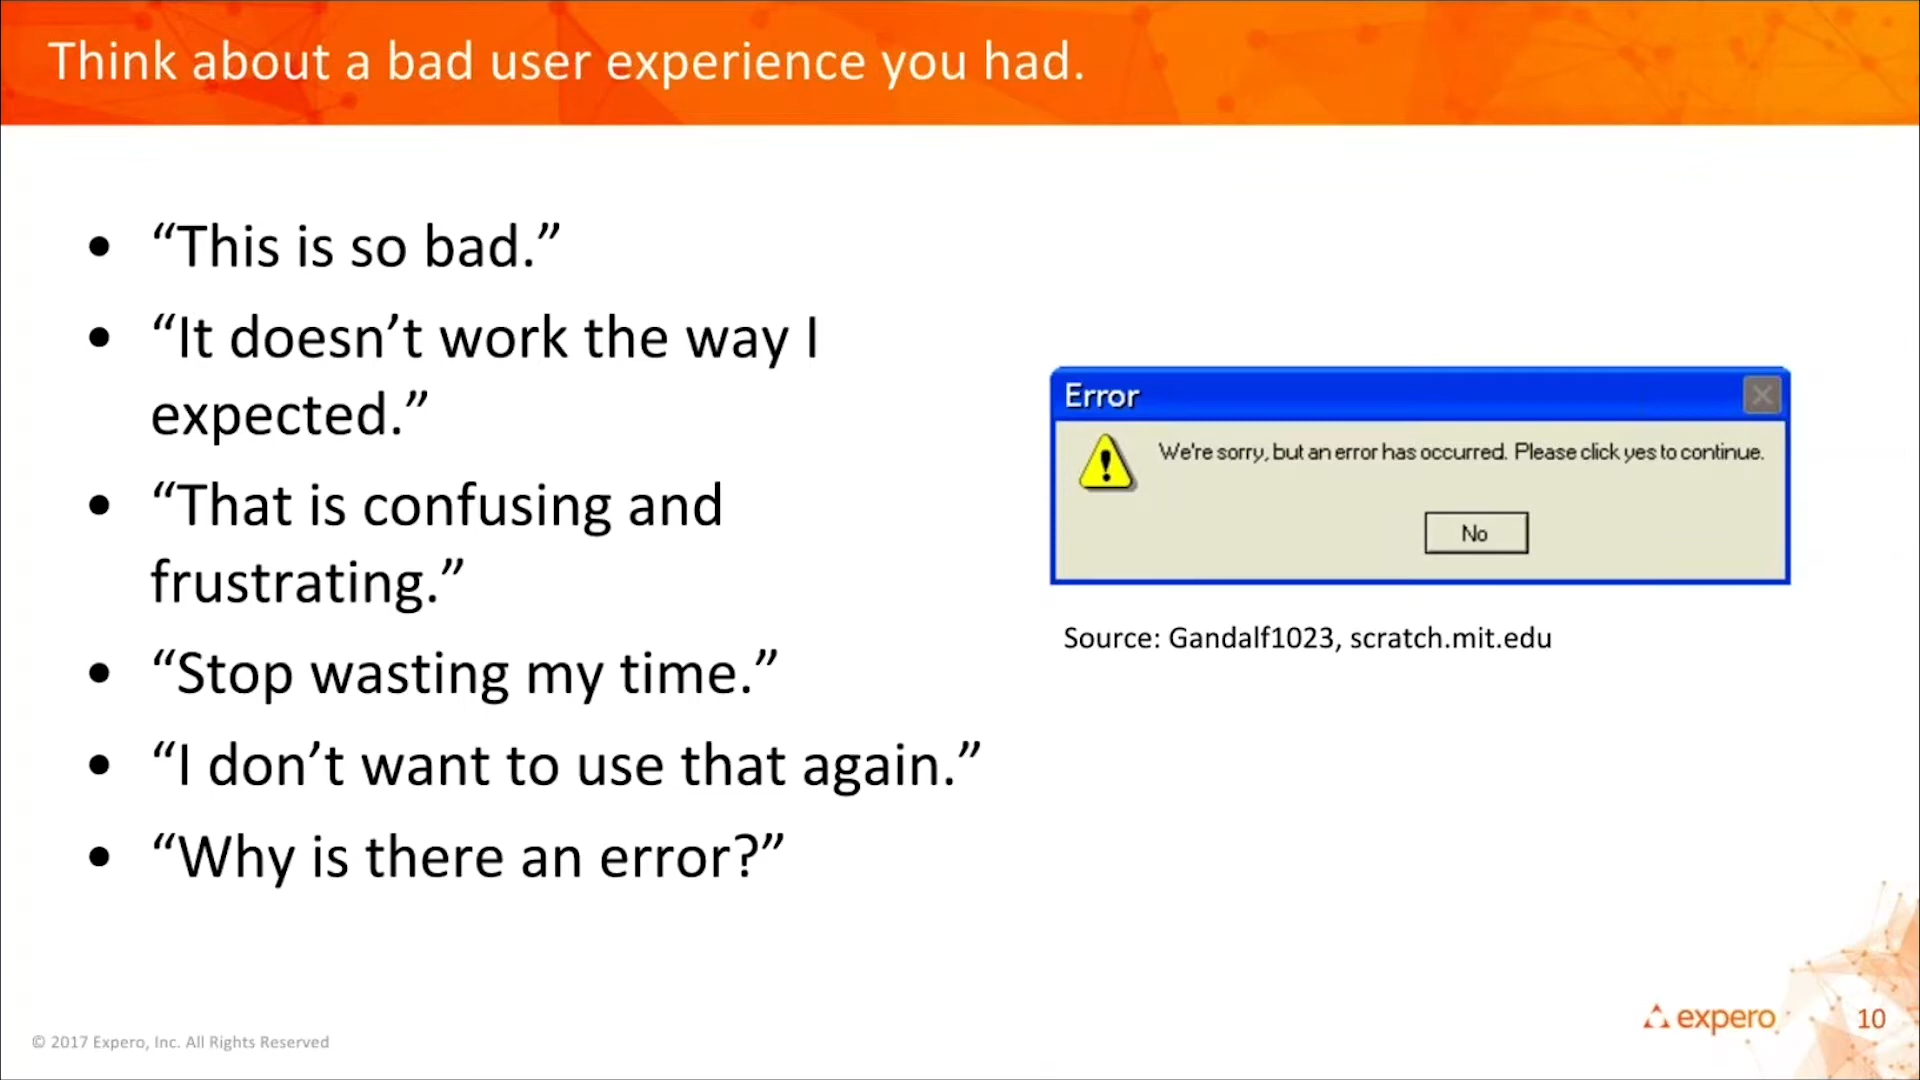 Think about a bad user experience you had.
• “This is so bad.”
• “It doesn’t work the way I
expected.”
• “That is confusing and
frustrating.”
• “Stop wasting my time.”
• “I don’t want to use that again.”
• “Why is there an error?”
Error
We're sorry, but an error has occurred. Please click yes to continue.
No
Source: Gandalf1023, scratch.mit.edu
© 2017 Expero, Inc. All Rights Reserved
expero
10